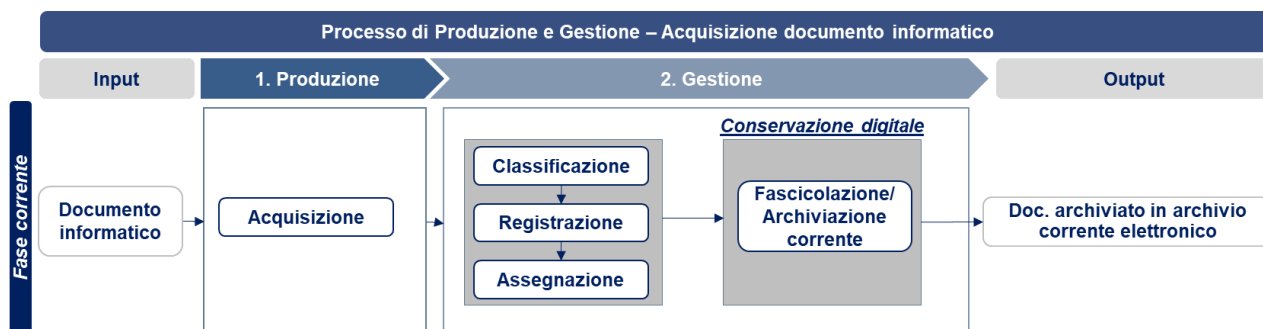 Processo di Produzione e Gestione – Acquisizione documento informatico
Input
1. Produzione
2. Gestione
Output
Fase corrente
Documento
informatico
Acquisizione
Classificazione
Registrazione
Assegnazione
Conservazione digitale
Fascicolazione/
Archiviazione
corrente
Doc. archiviato in archivio
corrente elettronico